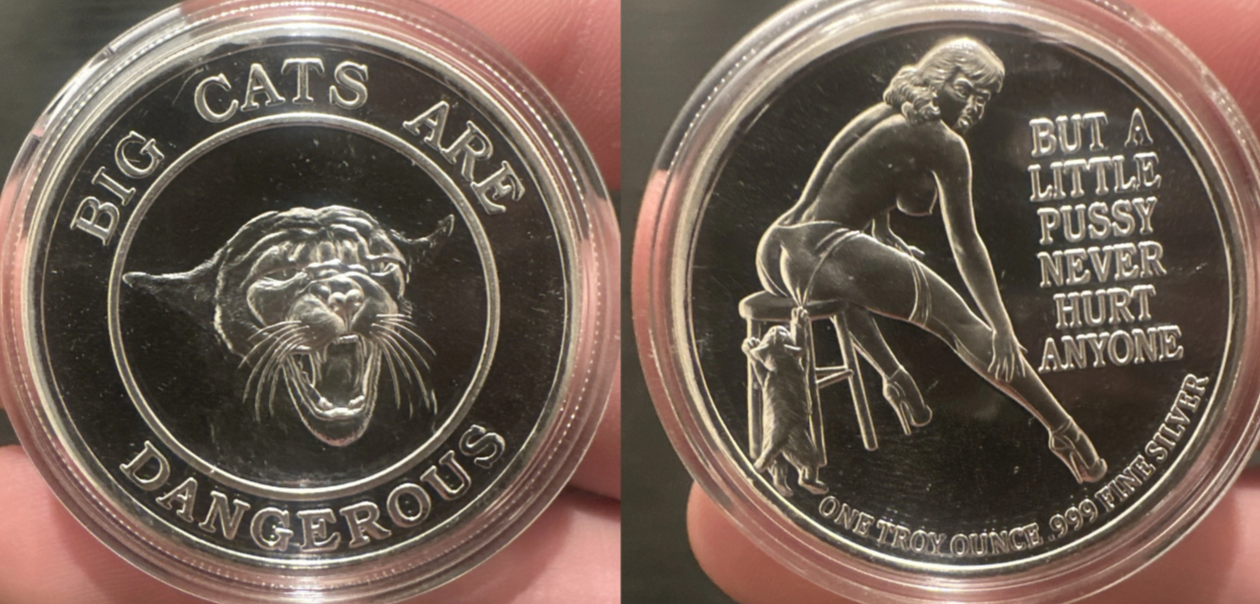 BIG CATS ARE
DANGEROUS
BUT A
LITTLE
PUSSY
NEVER
HURT
ANYONE
ONE TROY OUNCE .999 FINE SILVER